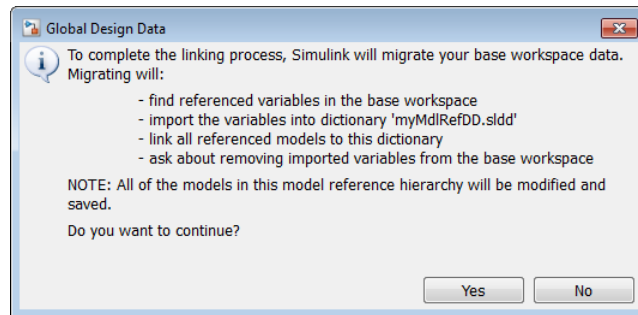 Global Design Data
To complete the linking process, Simulink will migrate your base workspace data.
Migrating will:
- find referenced variables in the base workspace
- import the variables into dictionary 'myMdlRefDD.sldd'
- link all referenced models to this dictionary
- ask about removing imported variables from the base workspace
NOTE: All of the models in this model reference hierarchy will be modified and
saved.
Do you want to continue?
Yes No